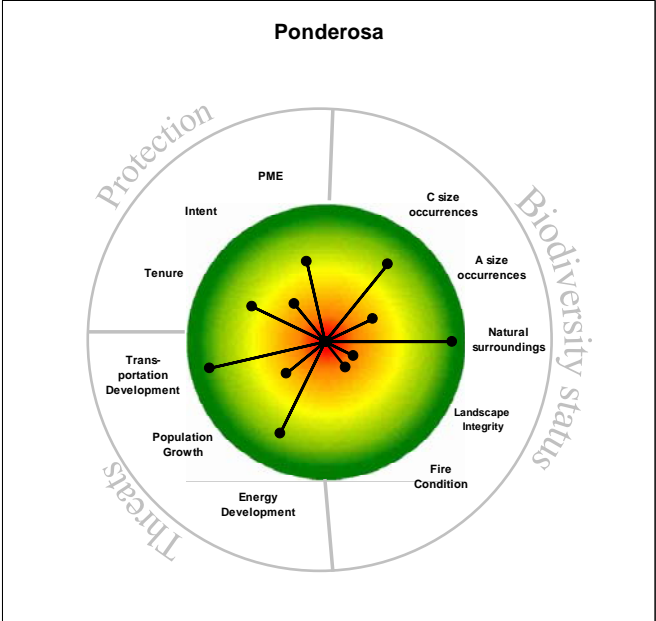 Ponderosa
Protection
PME
Intent
Tenure
C size
occurrences
A size
occurrences
Natural
surroundings
Landscape
Integrity
Fire
Condition
Biodiversity status
Trans-
portation
Development
Population
Growth
Energy
Development
Threats